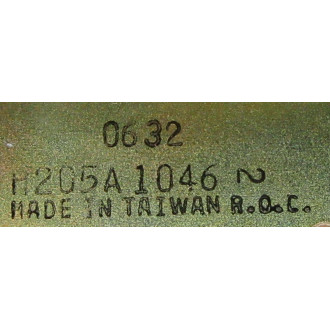 0632
H205A1046 ~
MADE IN TAIWAN R.O.C.